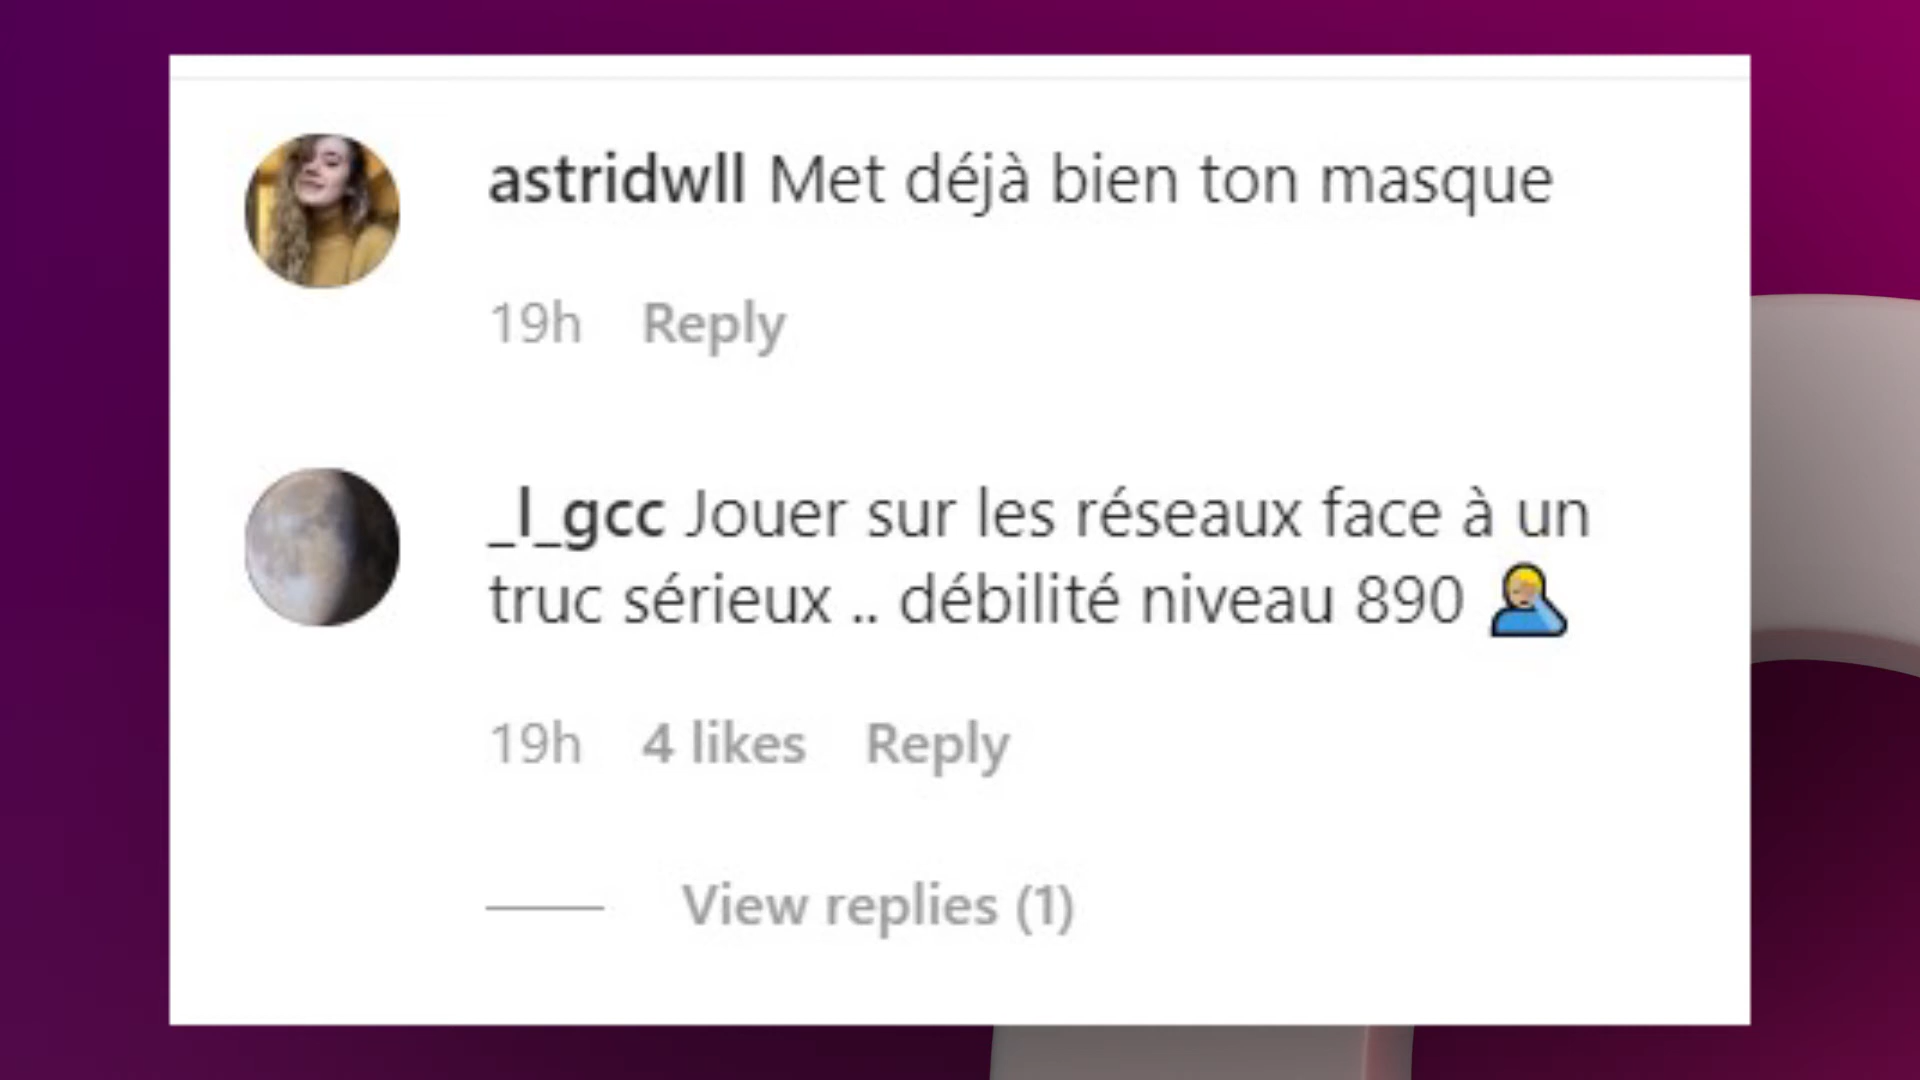 astridwll Met déjà bien ton masque
19h Reply
_l_gcc Jouer sur les réseaux face à un
truc sérieux .. débilité niveau 890 🤦🏼‍♂️
19h 4 likes Reply
View replies (1)